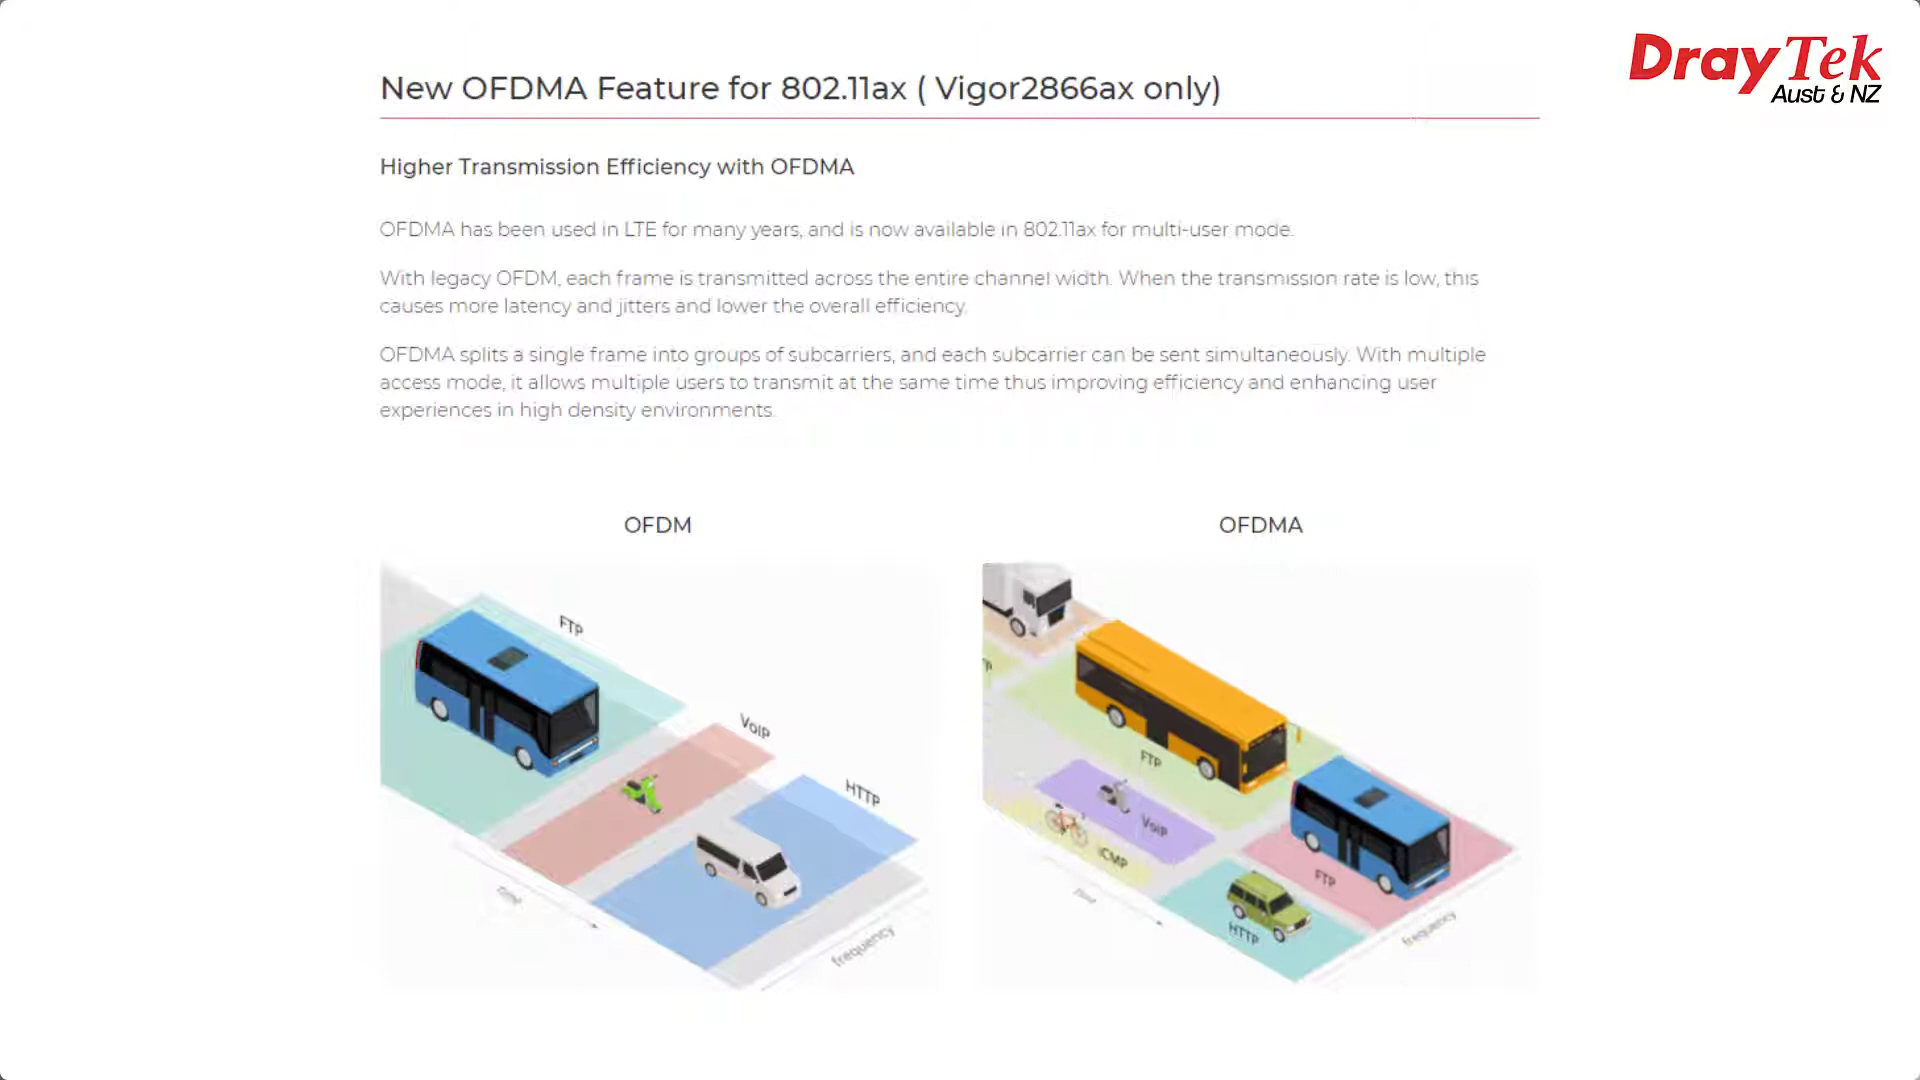 DrayTek
Aust & NZ
New OFDMA Feature for 802.11ax ( Vigor2866ax only)
Higher Transmission Efficiency with OFDMA
OFDMA has been used in LTE for many years, and is now available in 802.11ax for multi-user mode.
With legacy OFDM, each frame is transmitted across the entire channel width. When the transmission rate is low, this
causes more latency and jitters and lower the overall efficiency.
OFDMA splits a single frame into groups of subcarriers, and each subcarrier can be sent simultaneously. With multiple
access mode, it allows multiple users to transmit at the same time thus improving efficiency and enhancing user
experiences in high density environments.
OFDM
FTP
VoIP
HTTP
time
frequency
OFDMA
FTP
VoIP
ICMP
FTP
HTTP
time
frequency